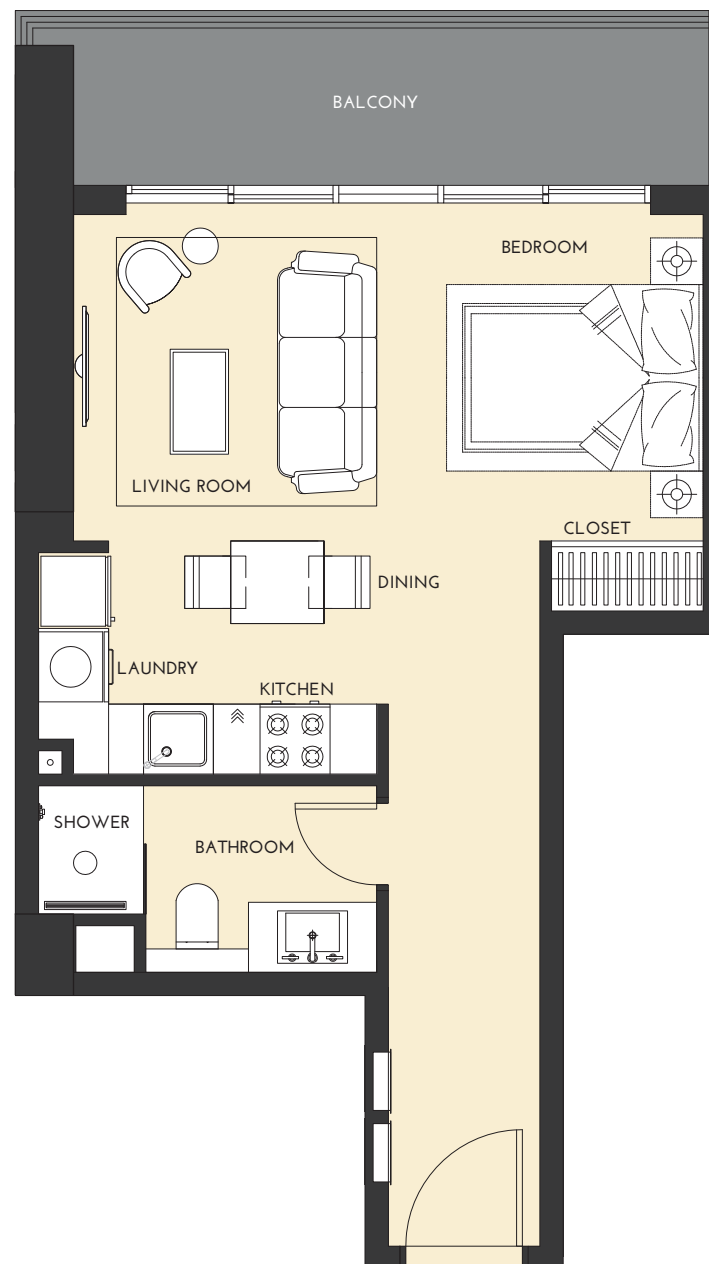 BALCONY
BEDROOM
LIVING ROOM
CLOSET
DINING
LAUNDRY
KITCHEN
SHOWER
BATHROOM